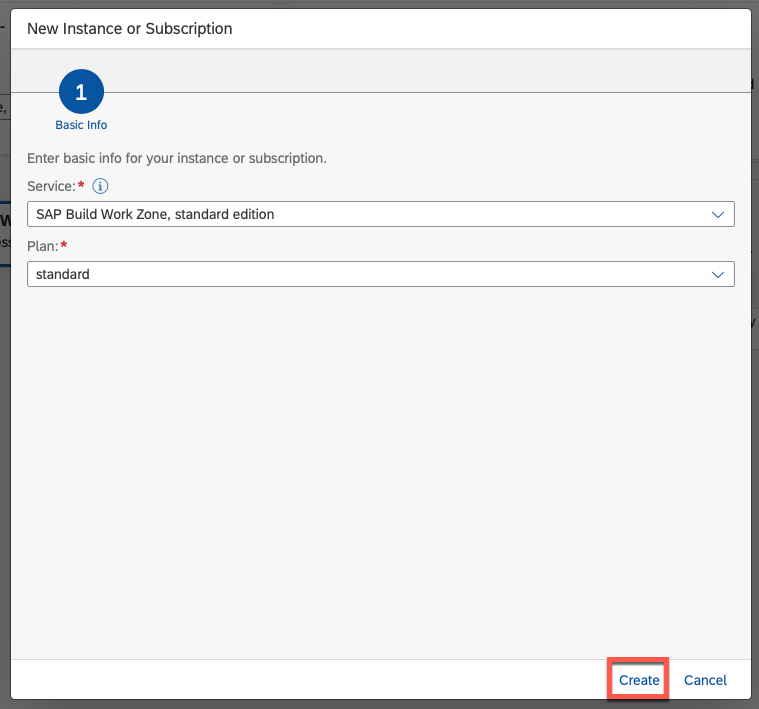 New Instance or Subscription
1
Basic Info
Enter basic info for your instance or subscription.
Service:*
SAP Build Work Zone, standard edition
Plan:*
standard
Create Cancel